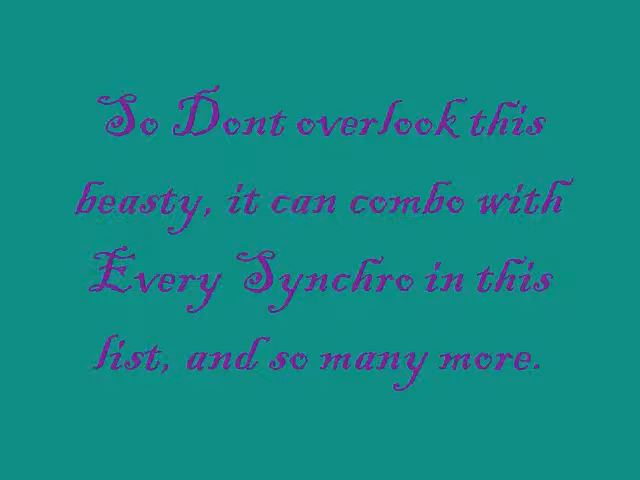 So Dont overlook this
beasty, it can combo with
Every Synchro in this
list, and so many more.